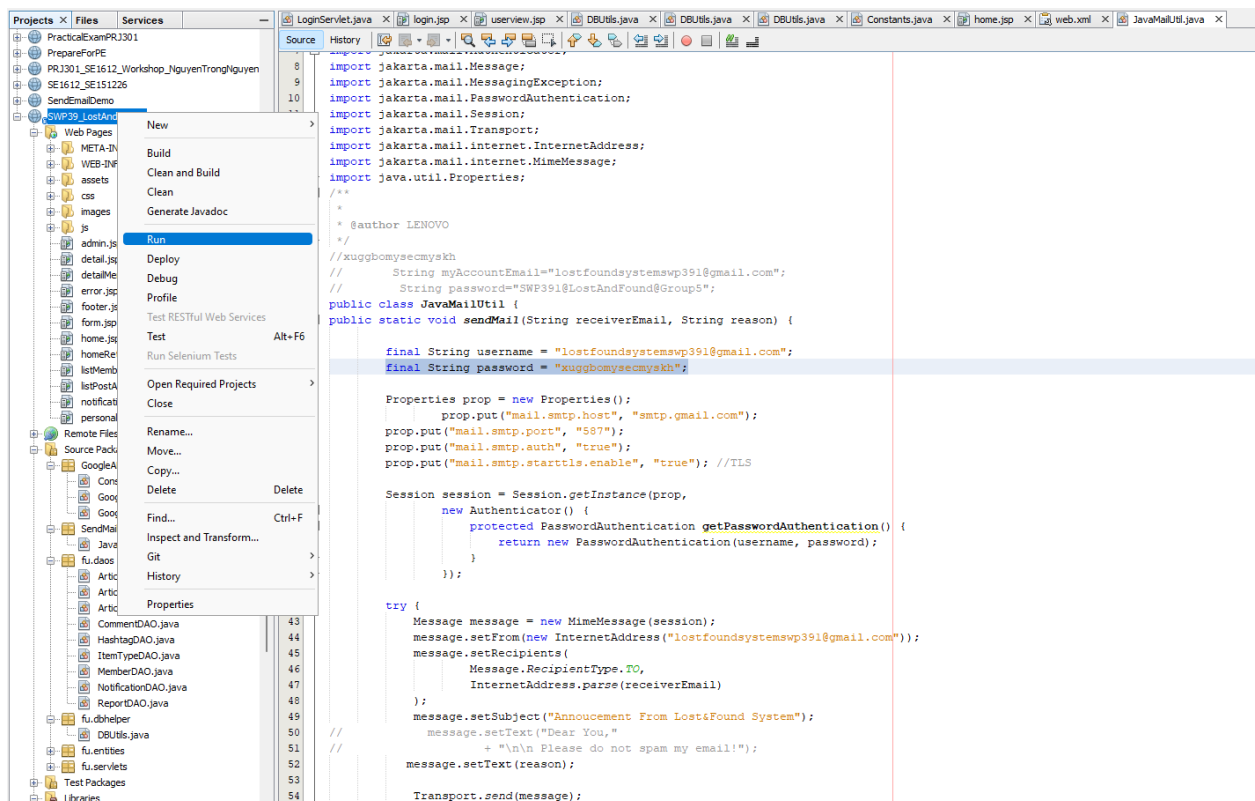 Projects × Files Services –
LoginServlet.java × login.jsp × userview.jsp × DBUtils.java × DBUtils.java × DBUtils.java × Constants.java × home.jsp × web.xml × JavaMailUtil.java ×
Source History
PracticalExamPRJ301
PrepareForPE
PRJ301_SE1612_Workshop_NguyenTrongNguyen
SE1612_SE151226
SendEmailDemo
SWP39_LostAnd
Web Pages
META-IN
WEB-INF
assets
css
images
js
admin.js
detail.jsp
detailMe
error.jsp
footer.js
form.jsp
home.jsp
homeRe
listMemb
listPostA
notificati
personal
Remote Files
Source Packa
GoogleA
Cons
Goog
Goog
SendMai
Java
fu.daos
Artic
Artic
Artic
CommentDAO.java
HashtagDAO.java
ItemTypeDAO.java
MemberDAO.java
NotificationDAO.java
ReportDAO.java
fu.dbhelper
DBUtils.java
fu.entities
fu.servlets
Test Packages
Libraries
New >
Build
Clean and Build
Clean
Generate Javadoc
Run
Deploy
Debug
Profile
Test RESTful Web Services
Test Alt+F6
Run Selenium Tests
Open Required Projects >
Close
Rename...
Move...
Copy...
Delete Delete
Find... Ctrl+F
Inspect and Transform...
Git >
History >
Properties
import jakarta.mail.Authenticator;
8 import jakarta.mail.Message;
9 import jakarta.mail.MessagingException;
10 import jakarta.mail.PasswordAuthentication;
import jakarta.mail.Session;
import jakarta.mail.Transport;
import jakarta.mail.internet.InternetAddress;
import jakarta.mail.internet.MimeMessage;
import java.util.Properties;
/**
*
* @author LENOVO
*/
//xuggbomysecmyskh
// String myAccountEmail="lostfoundsystemswp391@gmail.com";
// String password="SWP391@LostAndFound@Group5";
public class JavaMailUtil {
public static void sendMail(String receiverEmail, String reason) {
final String username = "lostfoundsystemswp391@gmail.com";
final String password = "xuggbomysecmyskh";
Properties prop = new Properties();
prop.put("mail.smtp.host", "smtp.gmail.com");
prop.put("mail.smtp.port", "587");
prop.put("mail.smtp.auth", "true");
prop.put("mail.smtp.starttls.enable", "true"); //TLS
Session session = Session.getInstance(prop,
new Authenticator() {
protected PasswordAuthentication getPasswordAuthentication() {
return new PasswordAuthentication(username, password);
}
});
try {
43 Message message = new MimeMessage(session);
44 message.setFrom(new InternetAddress("lostfoundsystemswp391@gmail.com"));
45 message.setRecipients(
46 Message.RecipientType.TO,
47 InternetAddress.parse(receiverEmail)
48 );
49 message.setSubject("Annoucement From Lost&Found System");
50 // message.setText("Dear You,"
51 // + "\n\n Please do not spam my email!");
52 message.setText(reason);
53
54 Transport.send(message);